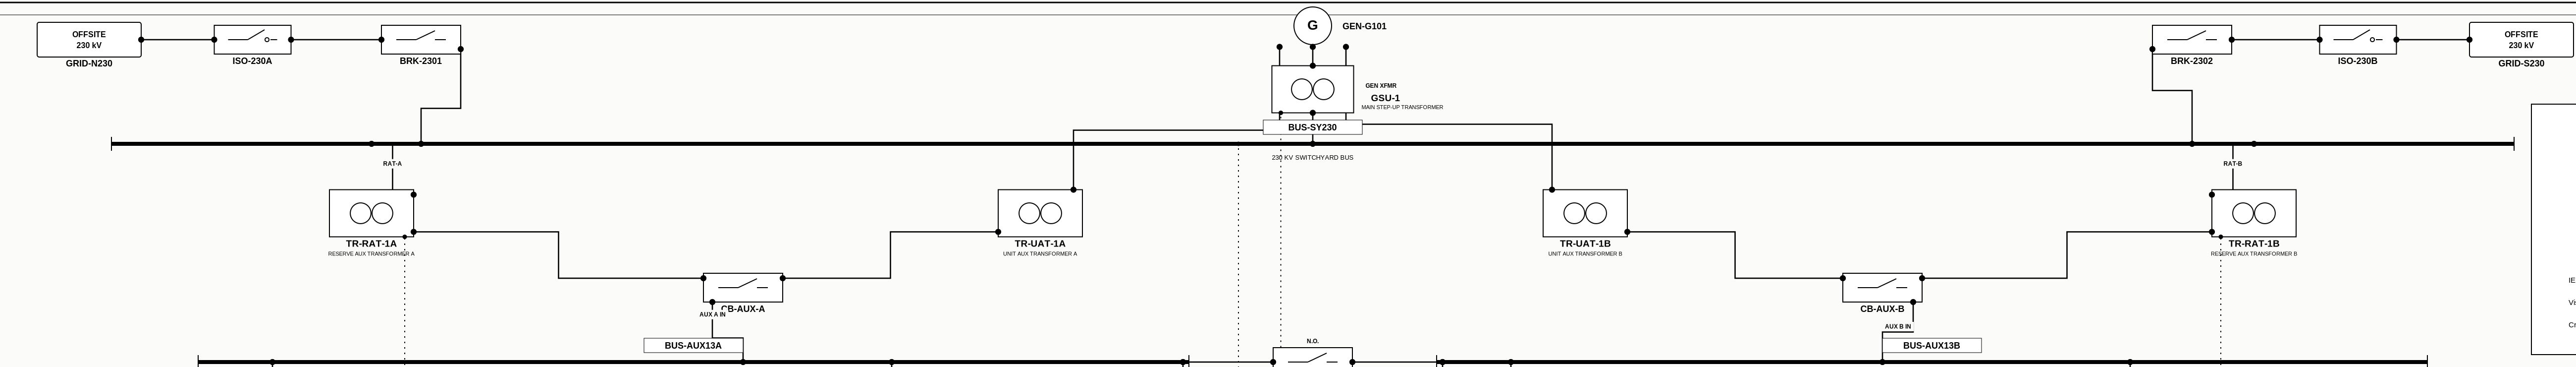 OFFSITE
230 kV
GRID-N230
ISO-230A
BRK-2301
G
GEN-G101
GEN XFMR
GSU-1
MAIN STEP-UP TRANSFORMER
BUS-SY230
230 KV SWITCHYARD BUS
BRK-2302
ISO-230B
OFFSITE
230 kV
GRID-S230
RAT-A
RAT-B
TR-RAT-1A
RESERVE AUX TRANSFORMER A
TR-UAT-1A
UNIT AUX TRANSFORMER A
TR-UAT-1B
UNIT AUX TRANSFORMER B
TR-RAT-1B
RESERVE AUX TRANSFORMER B
CB-AUX-A
AUX A IN
CB-AUX-B
AUX B IN
BUS-AUX13A
N.O.
BUS-AUX13B
IE
Vi